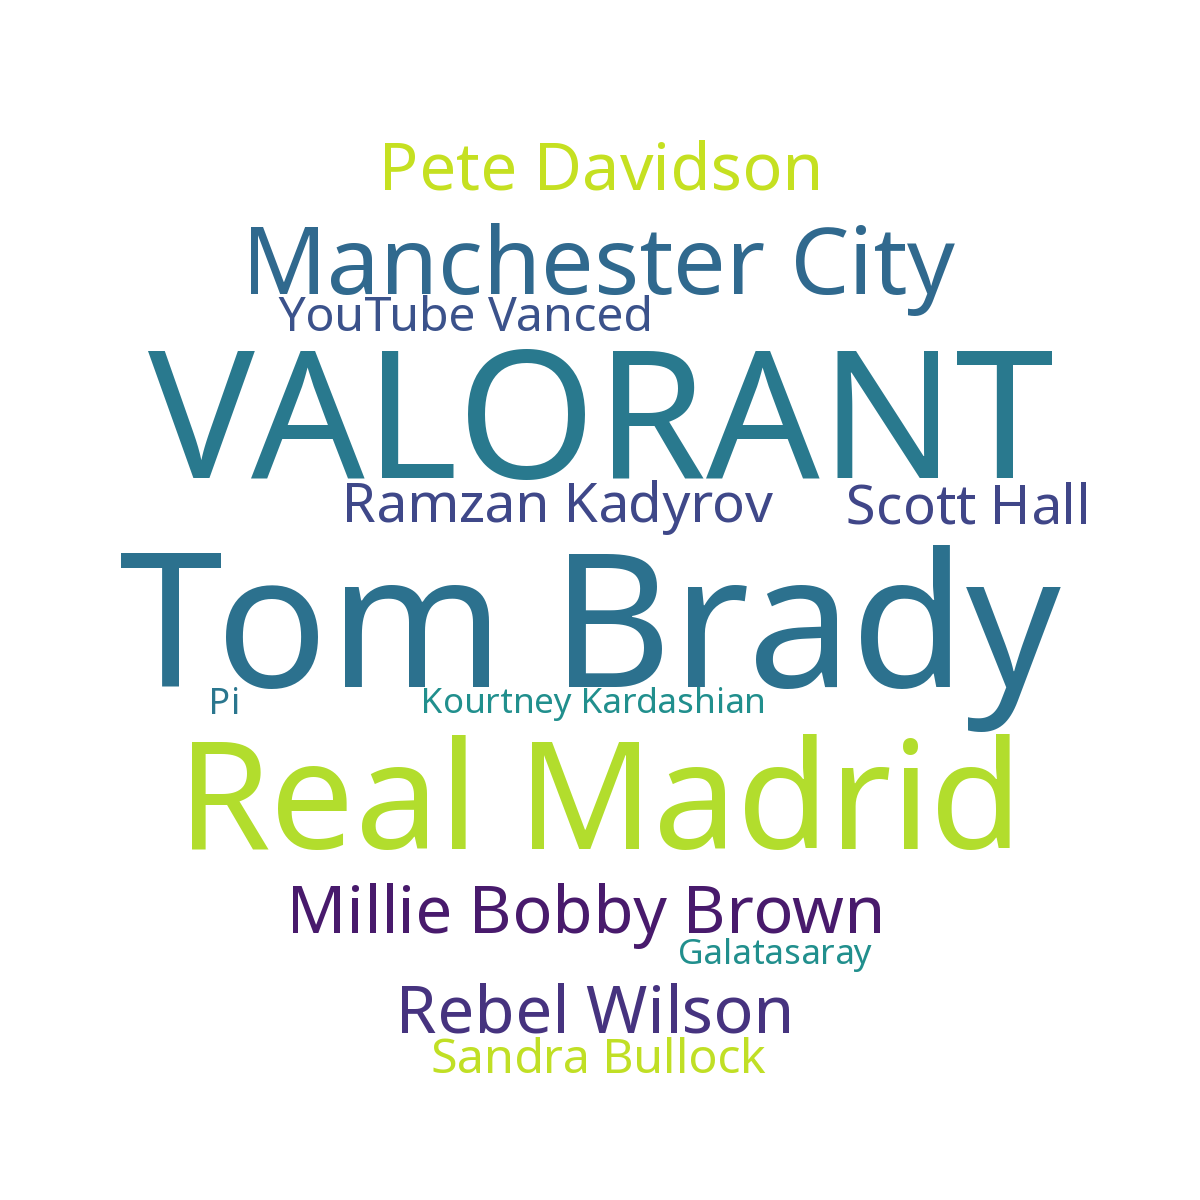 Pete Davidson
Manchester City
YouTube Vanced
VALORANT
Ramzan Kadyrov
Scott Hall
Tom Brady
Pi
Kourtney Kardashian
Real Madrid
Millie Bobby Brown
Galatasaray
Rebel Wilson
Sandra Bullock